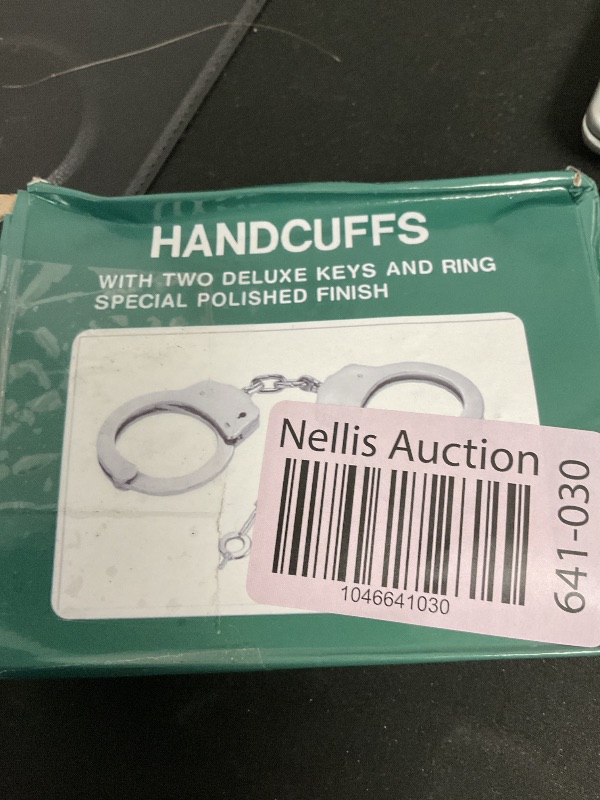 HANDCUFFS
WITH TWO DELUXE KEYS AND RING
SPECIAL POLISHED FINISH
Nellis Auction
1046641030
641-030